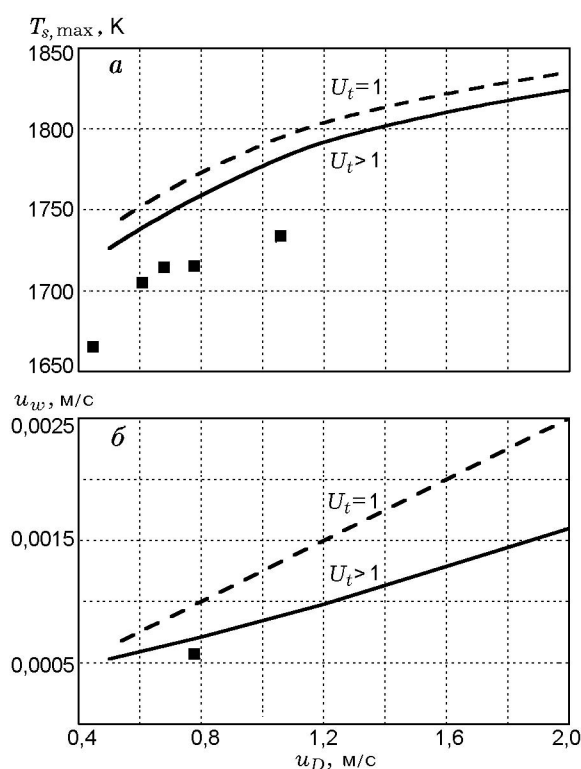 T_s,max, К
1850
а
U_t=1
1800
U_t>1
1750
1700
1650
u_w, м/с
0,0025
б
U_t=1
0,0015
U_t>1
0,0005
0,4 0,8 1,2 1,6 2,0
u_D, м/с